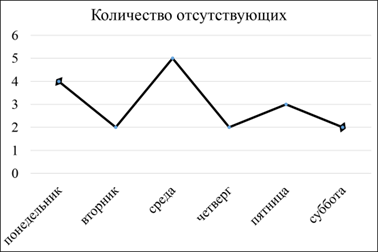 Количество отсутствующих
6
5
4
3
2
1
0
понедельник
вторник
среда
четверг
пятница
суббота